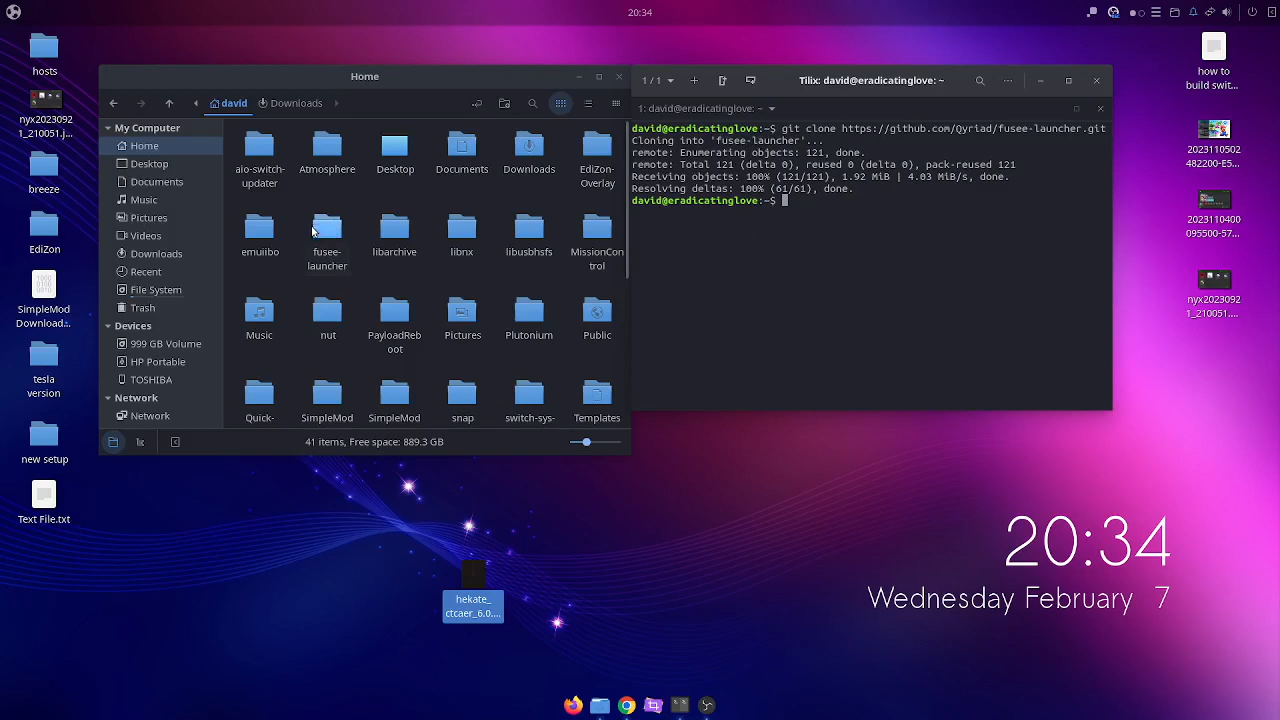 20:34
hosts
nyx2023092
1_210051.j...
breeze
EdiZon
SimpleMod
Download...
tesla
version
new setup
Text File.txt
Home
david
Downloads
My Computer
Home
Desktop
Documents
Music
Pictures
Videos
Downloads
Recent
File System
Trash
Devices
999 GB Volume
HP Portable
TOSHIBA
Network
Network
aio-switch-
updater
Atmosphere
Desktop
Documents
Downloads
EdiZon-
Overlay
emuiibo
fusee-
launcher
libarchive
libnx
libusbhsfs
MissionCon
trol
Music
nut
PayloadReb
oot
Pictures
Plutonium
Public
Quick-
SimpleMod
SimpleMod
snap
switch-sys-
Templates
41 items, Free space: 889.3 GB
1 / 1
Tilix: david@eradicatinglove: ~
1: david@eradicatinglove: ~
david@eradicatinglove:~$ git clone https://github.com/Qyriad/fusee-launcher.git
Cloning into 'fusee-launcher'...
remote: Enumerating objects: 121, done.
remote: Total 121 (delta 0), reused 0 (delta 0), pack-reused 121
Receiving objects: 100% (121/121), 1.92 MiB | 4.03 MiB/s, done.
Resolving deltas: 100% (61/61), done.
david@eradicatinglove:~$
how to
build swit...
2023110502
482200-E5...
2023110400
095500-57...
nyx2023092
1_210051....
hekate_
ctcaer_6.0....
20:34
Wednesday February 7